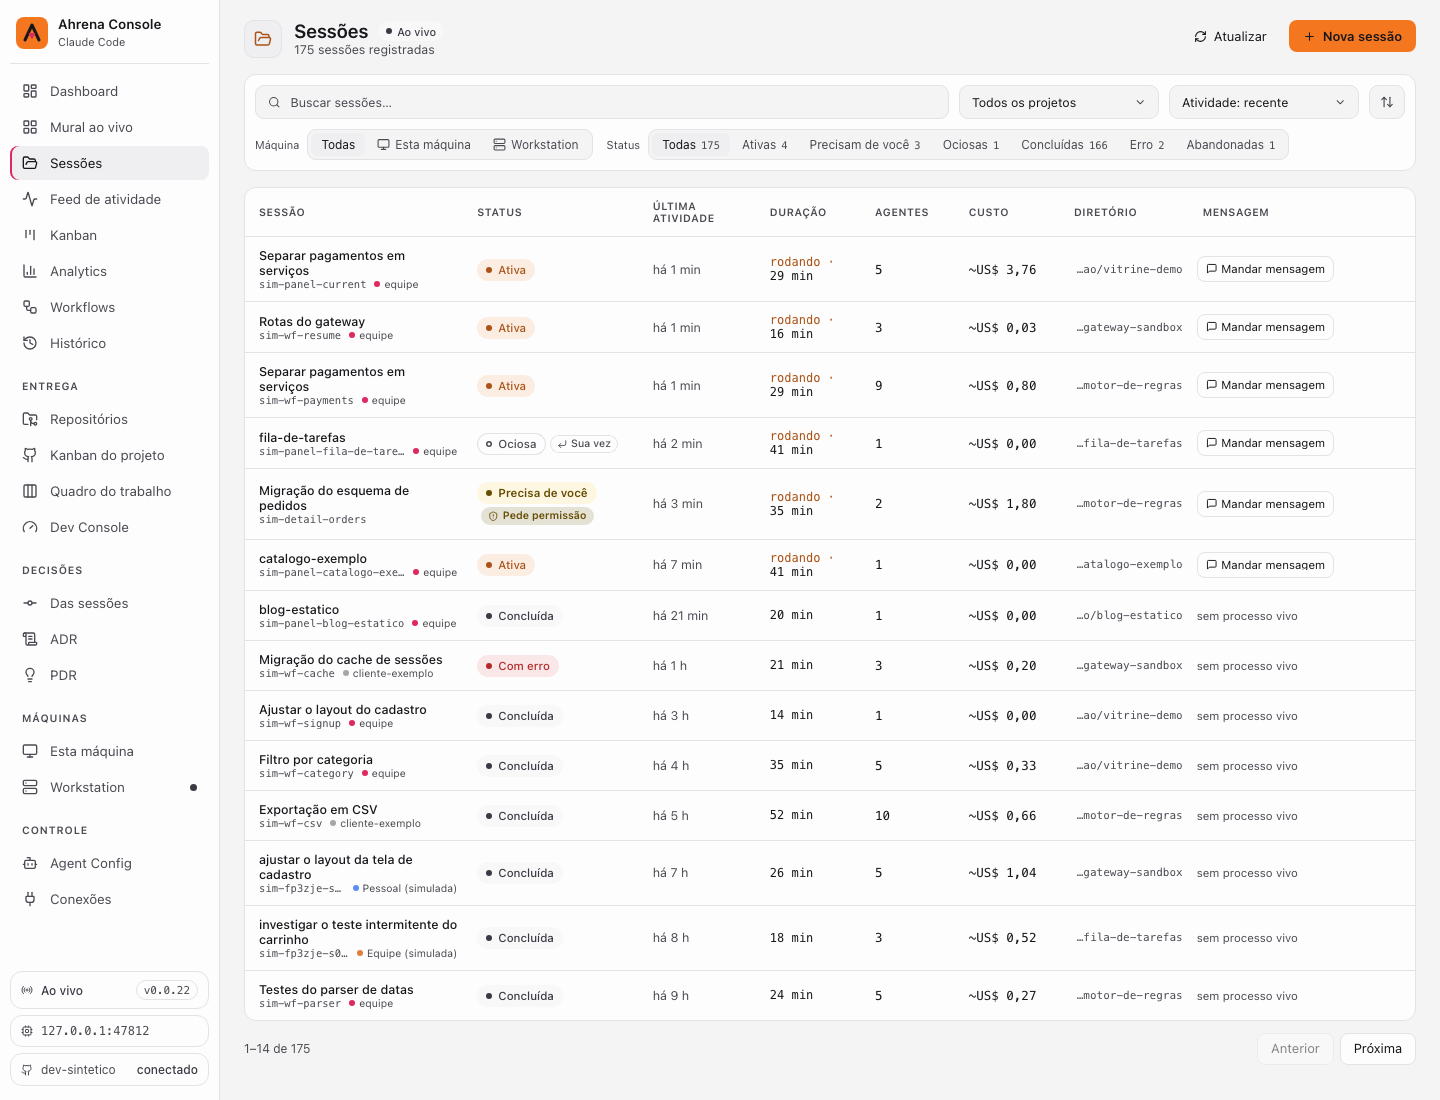 Ahrena Console
Claude Code
Dashboard
Mural ao vivo
Sessões
Feed de atividade
Kanban
Analytics
Workflows
Histórico
ENTREGA
Repositórios
Kanban do projeto
Quadro do trabalho
Dev Console
DECISÕES
Das sessões
ADR
PDR
MÁQUINAS
Esta máquina
Workstation
CONTROLE
Agent Config
Conexões
Ao vivo v0.0.22
127.0.0.1:47812
dev-sintetico conectado
Sessões Ao vivo
175 sessões registradas
Atualizar
Nova sessão
Buscar sessões...
Todos os projetos
Atividade: recente
Máquina Todas Esta máquina Workstation Status Todas 175 Ativas 4 Precisam de você 3 Ociosas 1 Concluídas 166 Erro 2 Abandonadas 1
SESSÃO STATUS ÚLTIMA ATIVIDADE DURAÇÃO AGENTES CUSTO DIRETÓRIO MENSAGEM
Separar pagamentos em
serviços
sim-panel-current equipe
Ativa
há 1 min
rodando ·
29 min
5
~US$ 3,76
…ao/vitrine-demo
Mandar mensagem
Rotas do gateway
sim-wf-resume equipe
Ativa
há 1 min
rodando ·
16 min
3
~US$ 0,03
…gateway-sandbox
Mandar mensagem
Separar pagamentos em
serviços
sim-wf-payments equipe
Ativa
há 1 min
rodando ·
29 min
9
~US$ 0,80
…motor-de-regras
Mandar mensagem
fila-de-tarefas
sim-panel-fila-de-tare… equipe
Ociosa Sua vez
há 2 min
rodando ·
41 min
1
~US$ 0,00
…fila-de-tarefas
Mandar mensagem
Migração do esquema de
pedidos
sim-detail-orders
Precisa de você
Pede permissão
há 3 min
rodando ·
35 min
2
~US$ 1,80
…motor-de-regras
Mandar mensagem
catalogo-exemplo
sim-panel-catalogo-exe… equipe
Ativa
há 7 min
rodando ·
41 min
1
~US$ 0,00
…atalogo-exemplo
Mandar mensagem
blog-estatico
sim-panel-blog-estatico equipe
Concluída
há 21 min
20 min
1
~US$ 0,00
…o/blog-estatico
sem processo vivo
Migração do cache de sessões
sim-wf-cache cliente-exemplo
Com erro
há 1 h
21 min
3
~US$ 0,20
…gateway-sandbox
sem processo vivo
Ajustar o layout do cadastro
sim-wf-signup equipe
Concluída
há 3 h
14 min
1
~US$ 0,00
…ao/vitrine-demo
sem processo vivo
Filtro por categoria
sim-wf-category equipe
Concluída
há 4 h
35 min
5
~US$ 0,33
…ao/vitrine-demo
sem processo vivo
Exportação em CSV
sim-wf-csv cliente-exemplo
Concluída
há 5 h
52 min
10
~US$ 0,66
…motor-de-regras
sem processo vivo
ajustar o layout da tela de
cadastro
sim-fp3zje-s… Pessoal (simulada)
Concluída
há 7 h
26 min
5
~US$ 1,04
…gateway-sandbox
sem processo vivo
investigar o teste intermitente do
carrinho
sim-fp3zje-s0… Equipe (simulada)
Concluída
há 8 h
18 min
3
~US$ 0,52
…fila-de-tarefas
sem processo vivo
Testes do parser de datas
sim-wf-parser equipe
Concluída
há 9 h
24 min
5
~US$ 0,27
…motor-de-regras
sem processo vivo
1–14 de 175
Anterior
Próxima